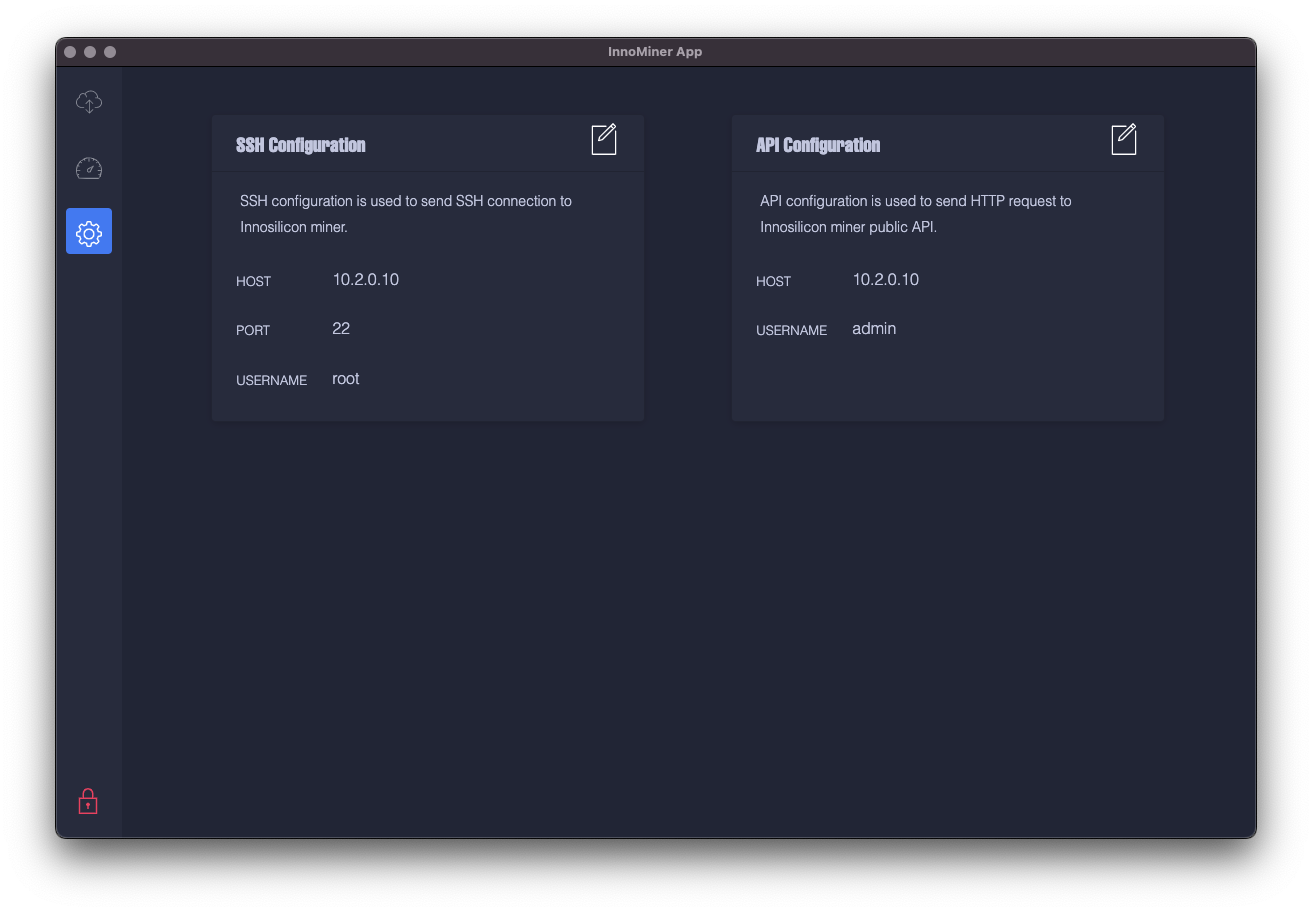 InnoMiner App
SSH Configuration
SSH configuration is used to send SSH connection to
Innosilicon miner.
HOST 10.2.0.10
PORT 22
USERNAME root
API Configuration
API configuration is used to send HTTP request to
Innosilicon miner public API.
HOST 10.2.0.10
USERNAME admin